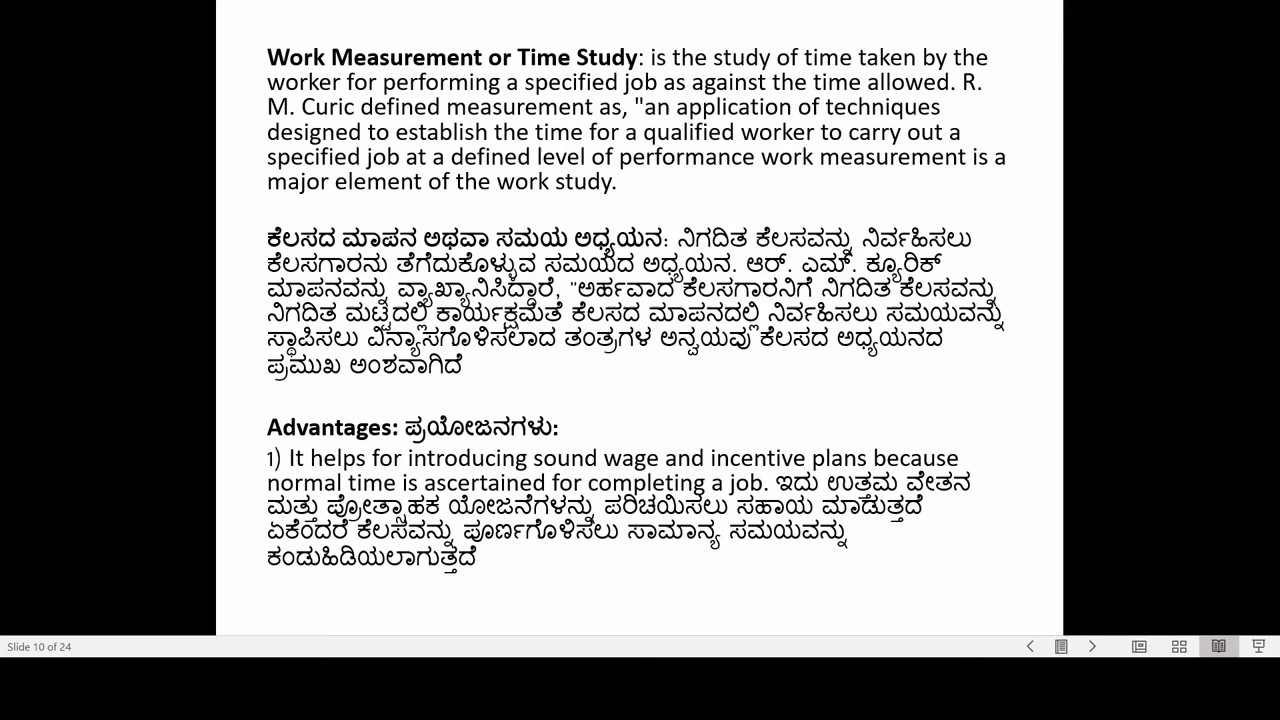 Work Measurement or Time Study: is the study of time taken by the
worker for performing a specified job as against the time allowed. R.
M. Curic defined measurement as, "an application of techniques
designed to establish the time for a qualified worker to carry out a
specified job at a defined level of performance work measurement is a
major element of the work study.
ಕೆಲಸದ ಮಾಪನ ಅಥವಾ ಸಮಯ ಅಧ್ಯಯನ: ನಿಗದಿತ ಕೆಲಸವನ್ನು ನಿರ್ವಹಿಸಲು
ಕೆಲಸಗಾರನು ತೆಗೆದುಕೊಳ್ಳುವ ಸಮಯದ ಅಧ್ಯಯನ. ಆರ್. ಎಮ್. ಕ್ಯೂರಿಕ್
ಮಾಪನವನ್ನು ವ್ಯಾಖ್ಯಾನಿಸಿದ್ದಾರೆ, "ಅರ್ಹವಾದ ಕೆಲಸಗಾರನಿಗೆ ನಿಗದಿತ ಕೆಲಸವನ್ನು
ನಿಗದಿತ ಮಟ್ಟದಲ್ಲಿ ಕಾರ್ಯಕ್ಷಮತೆ ಕೆಲಸದ ಮಾಪನದಲ್ಲಿ ನಿರ್ವಹಿಸಲು ಸಮಯವನ್ನು
ಸ್ಥಾಪಿಸಲು ವಿನ್ಯಾಸಗೊಳಿಸಲಾದ ತಂತ್ರಗಳ ಅನ್ವಯವು ಕೆಲಸದ ಅಧ್ಯಯನದ
ಪ್ರಮುಖ ಅಂಶವಾಗಿದೆ
Advantages: ಪ್ರಯೋಜನಗಳು:
1) It helps for introducing sound wage and incentive plans because
normal time is ascertained for completing a job. ಇದು ಉತ್ತಮ ವೇತನ
ಮತ್ತು ಪ್ರೋತ್ಸಾಹಕ ಯೋಜನೆಗಳನ್ನು ಪರಿಚಯಿಸಲು ಸಹಾಯ ಮಾಡುತ್ತದೆ
ಏಕೆಂದರೆ ಕೆಲಸವನ್ನು ಪೂರ್ಣಗೊಳಿಸಲು ಸಾಮಾನ್ಯ ಸಮಯವನ್ನು
ಕಂಡುಹಿಡಿಯಲಾಗುತ್ತದೆ
Slide 10 of 24